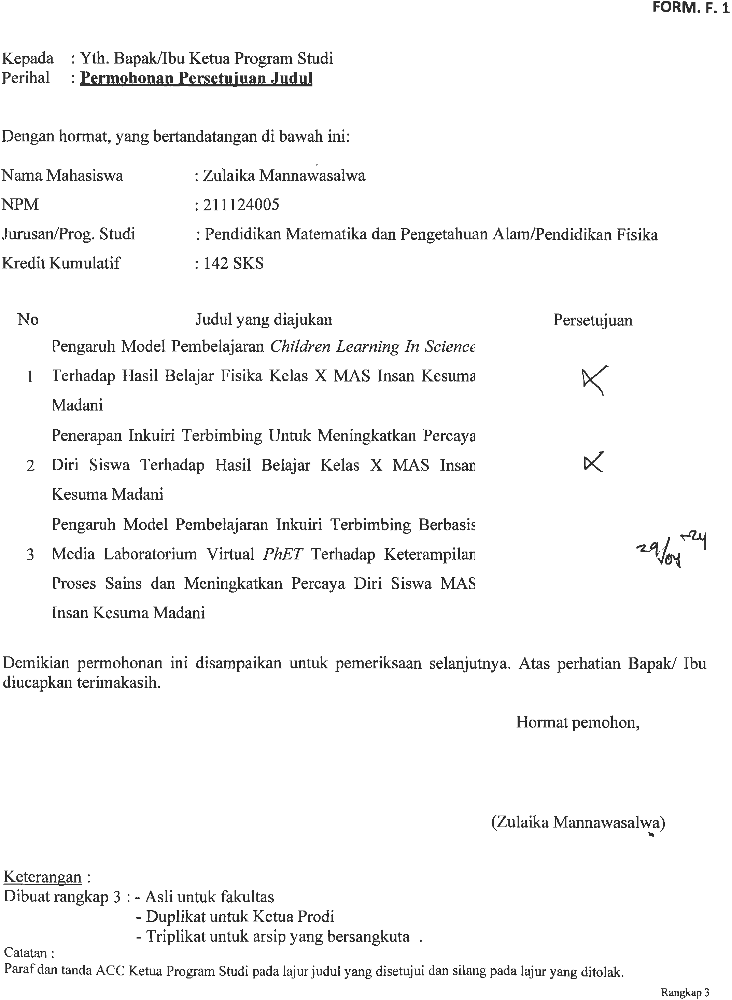 FORM. F. 1
Kepada : Yth. Bapak/Ibu Ketua Program Studi
Perihal : Permohonan Persetujuan Judul
Dengan hormat, yang bertandatangan di bawah ini:
Nama Mahasiswa : Zulaika Mannawasalwa
NPM : 211124005
Jurusan/Prog. Studi : Pendidikan Matematika dan Pengetahuan Alam/Pendidikan Fisika
Kredit Kumulatif : 142 SKS
No Judul yang diajukan Persetujuan
Pengaruh Model Pembelajaran Children Learning In Science
1 Terhadap Hasil Belajar Fisika Kelas X MAS Insan Kesuma
Madani
Penerapan Inkuiri Terbimbing Untuk Meningkatkan Percaya
2 Diri Siswa Terhadap Hasil Belajar Kelas X MAS Insan
Kesuma Madani
Pengaruh Model Pembelajaran Inkuiri Terbimbing Berbasis
3 Media Laboratorium Virtual PhET Terhadap Keterampilan 29/04-24
Proses Sains dan Meningkatkan Percaya Diri Siswa MAS
Insan Kesuma Madani
Demikian permohonan ini disampaikan untuk pemeriksaan selanjutnya. Atas perhatian Bapak/ Ibu
diucapkan terimakasih.
Hormat pemohon,
(Zulaika Mannawasalwa)
Keterangan :
Dibuat rangkap 3 : - Asli untuk fakultas
- Duplikat untuk Ketua Prodi
- Triplikat untuk arsip yang bersangkuta .
Catatan :
Paraf dan tanda ACC Ketua Program Studi pada lajur judul yang disetujui dan silang pada lajur yang ditolak.
Rangkap 3